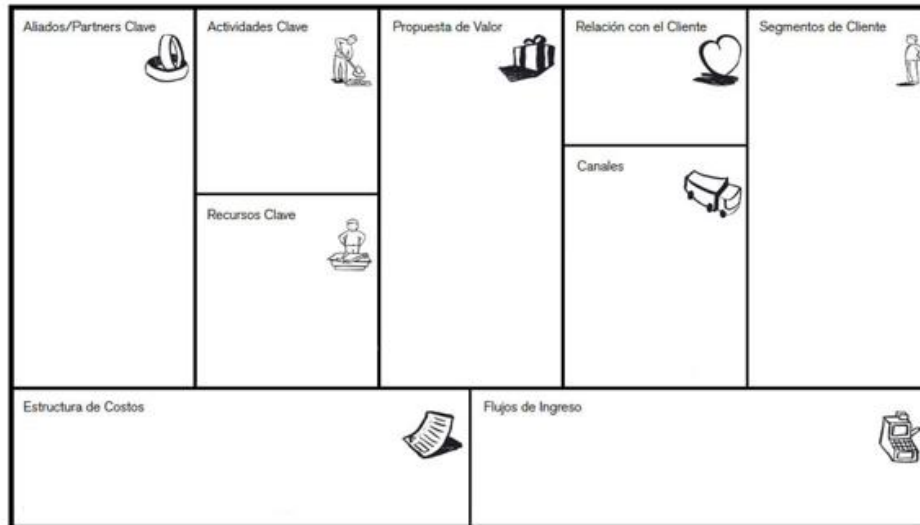 Aliados/Partners Clave
Actividades Clave
Propuesta de Valor
Relación con el Cliente
Segmentos de Cliente
Canales
Recursos Clave
Estructura de Costos
Flujos de Ingreso